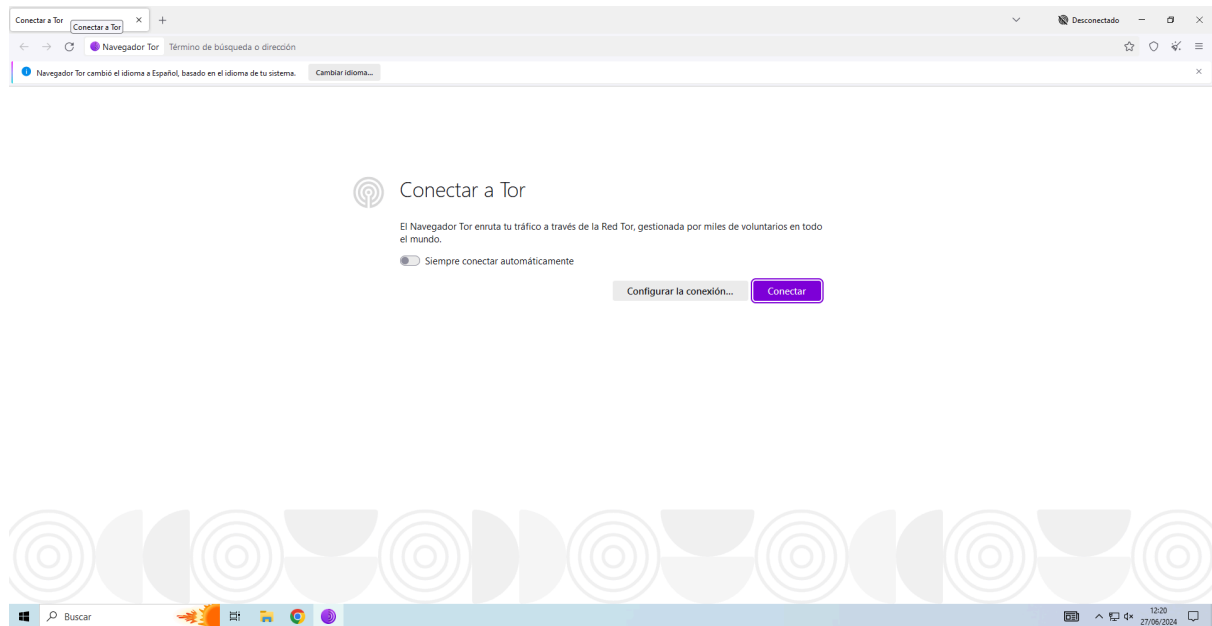 Conectar a Tor
Conectar a Tor
Desconectado
Navegador Tor Término de búsqueda o dirección
Navegador Tor cambió el idioma a Español, basado en el idioma de tu sistema. Cambiar idioma...
Conectar a Tor
El Navegador Tor enruta tu tráfico a través de la Red Tor, gestionada por miles de voluntarios en todo
el mundo.
Siempre conectar automáticamente
Configurar la conexión... Conectar
Buscar
12:20
27/06/2024